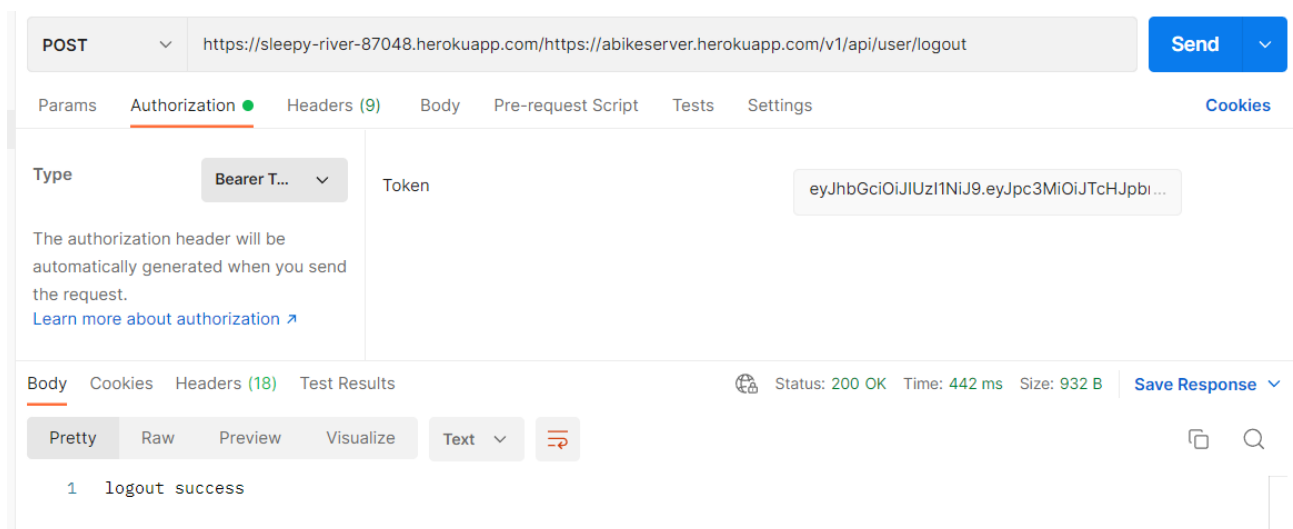 POST https://sleepy-river-87048.herokuapp.com/https://abikeserver.herokuapp.com/v1/api/user/logout Send
Params Authorization Headers (9) Body Pre-request Script Tests Settings Cookies
Type Bearer T... Token eyJhbGciOiJIUzI1NiJ9.eyJpc3MiOiJTcHJpbı...
The authorization header will be
automatically generated when you send
the request.
Learn more about authorization ↗
Body Cookies Headers (18) Test Results Status: 200 OK Time: 442 ms Size: 932 B Save Response
Pretty Raw Preview Visualize Text
1 logout success